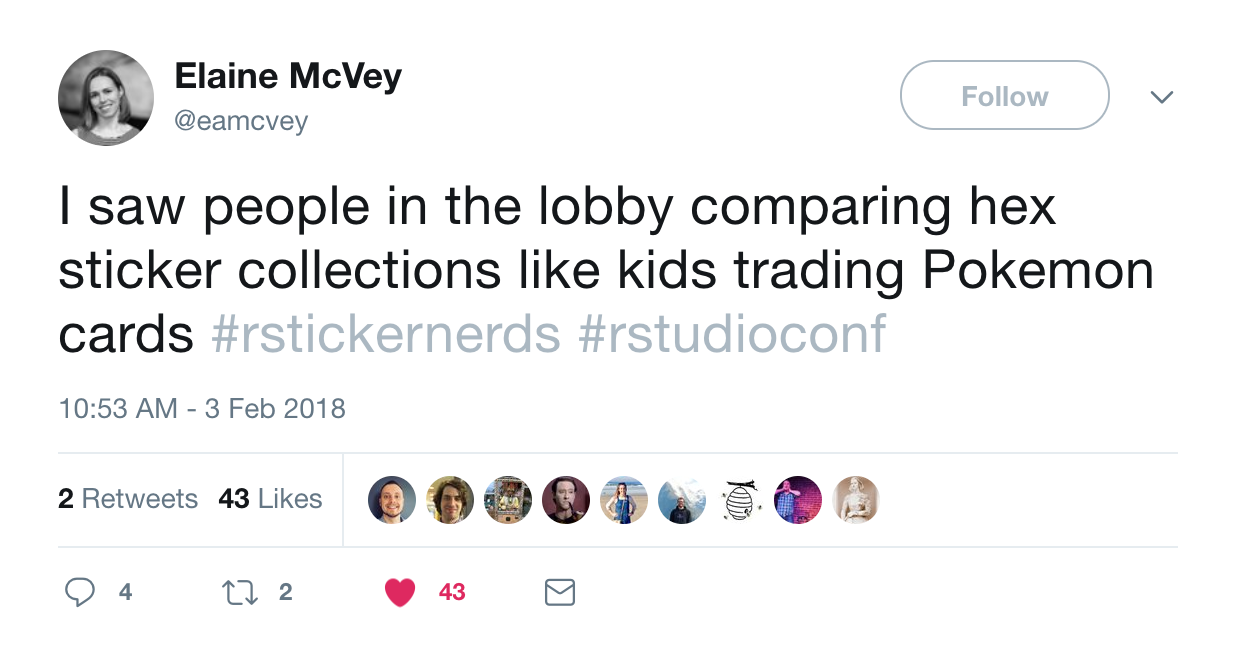 Elaine McVey
@eamcvey
Follow
I saw people in the lobby comparing hex
sticker collections like kids trading Pokemon
cards #rstickernerds #rstudioconf
10:53 AM - 3 Feb 2018
2 Retweets 43 Likes
4 2 43